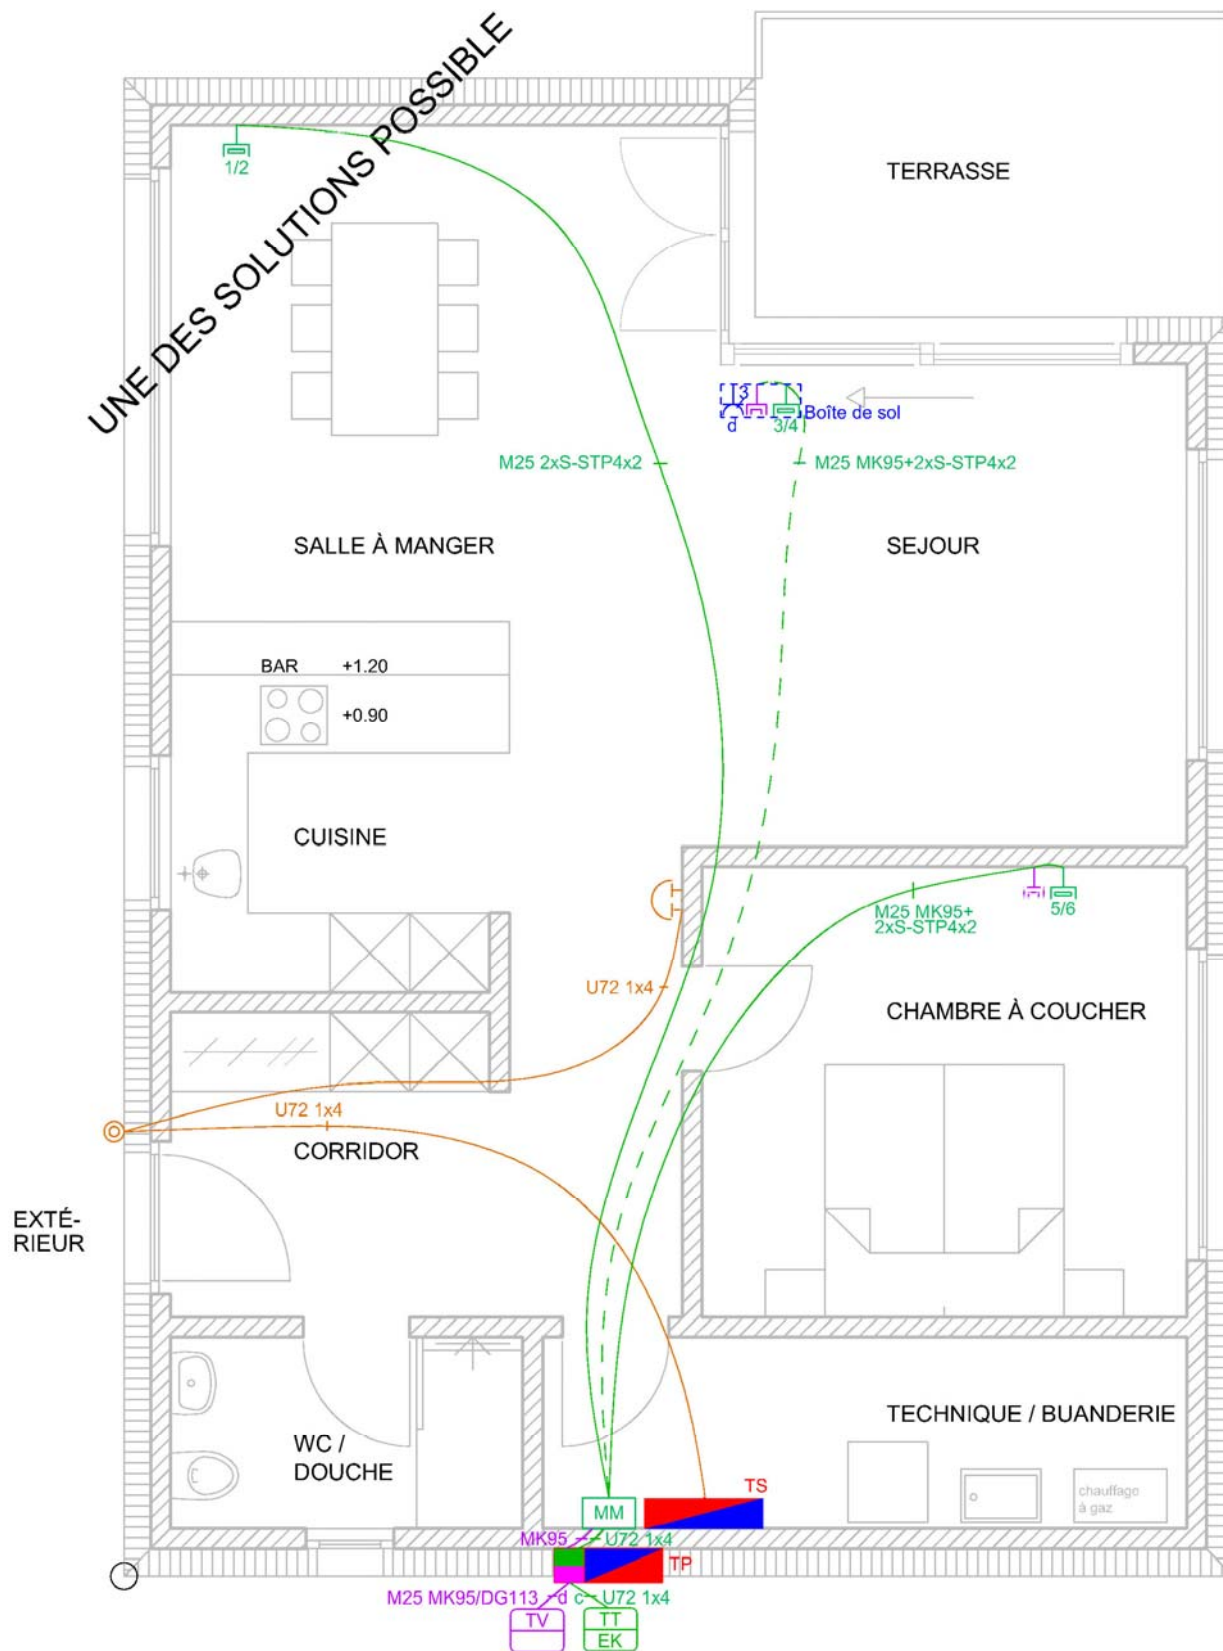 UNE DES SOLUTIONS POSSIBLE
TERRASSE
1/2
3
d
3/4
Boîte de sol
M25 2xS-STP4x2
M25 MK95+2xS-STP4x2
SALLE À MANGER
SEJOUR
BAR +1.20
+0.90
CUISINE
M25 MK95+
2xS-STP4x2
5/6
U72 1x4
CHAMBRE À COUCHER
U72 1x4
CORRIDOR
EXTÉ-
RIEUR
WC /
DOUCHE
TECHNIQUE / BUANDERIE
chauffage
à gaz
TS
MM
MK95
U72 1x4
TP
M25 MK95/DG113
d
c
U72 1x4
TV
TT
EK